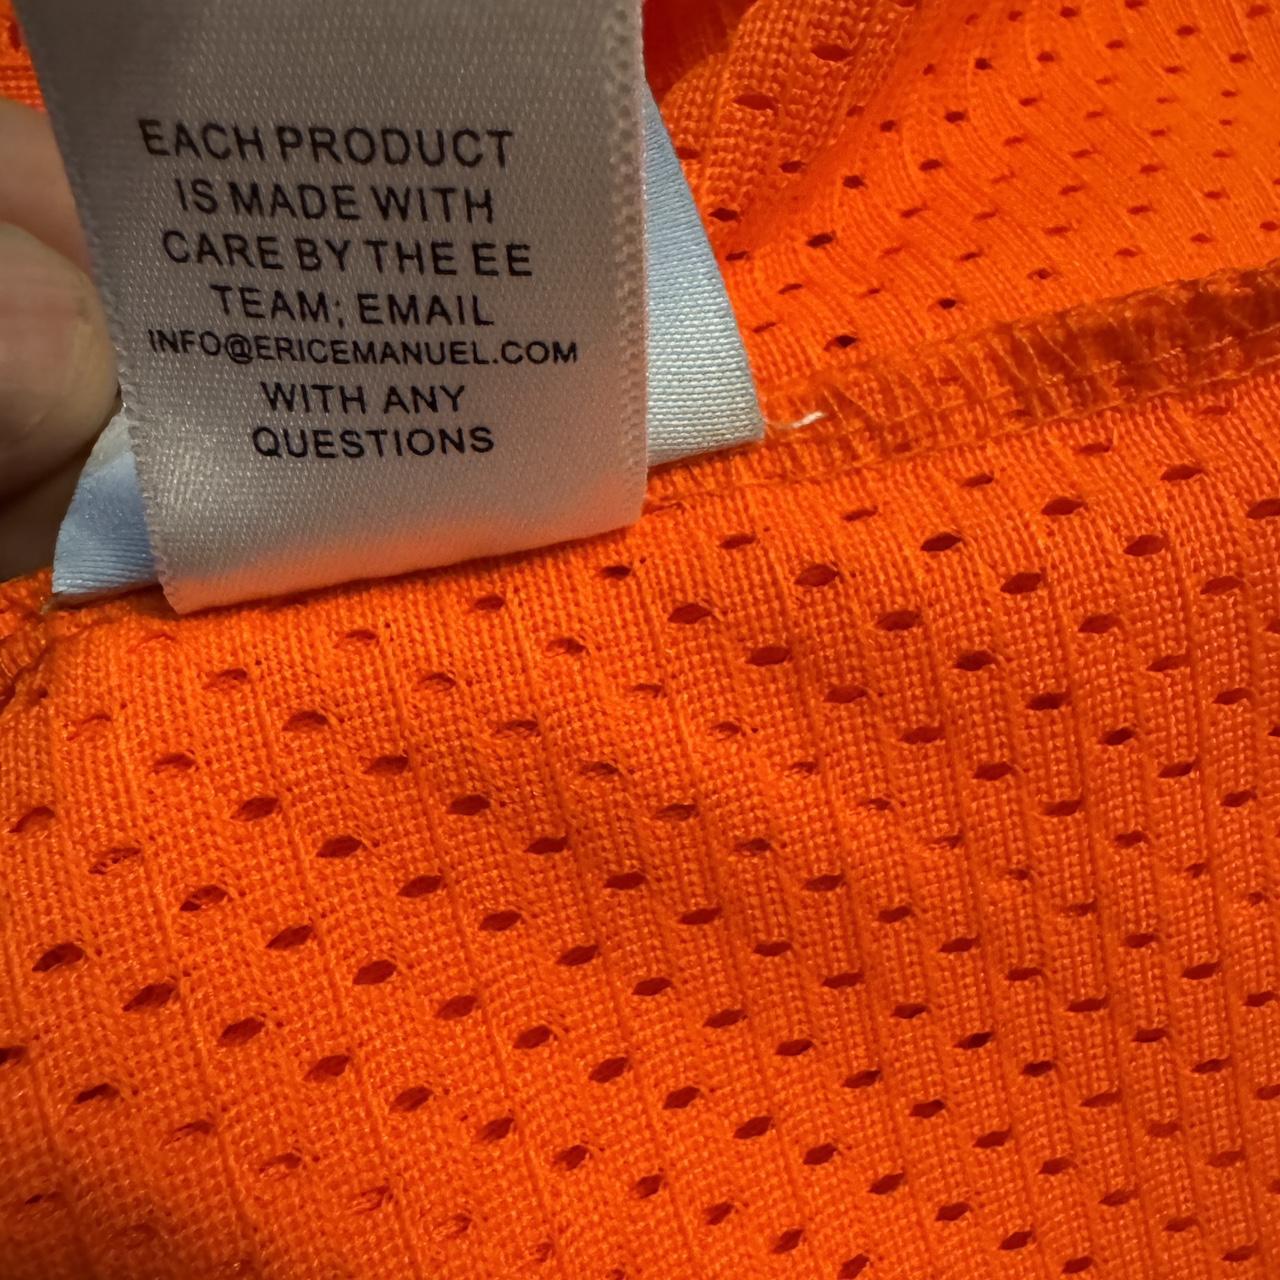 EACH PRODUCT
IS MADE WITH
CARE BY THE EE
TEAM; EMAIL
INFO@ERICEMANUEL.COM
WITH ANY
QUESTIONS